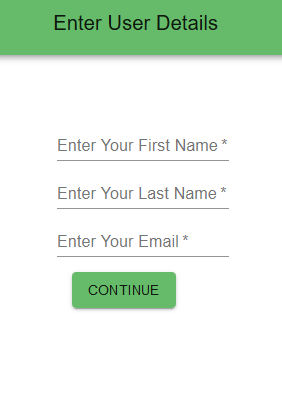 Enter User Details
Enter Your First Name *
Enter Your Last Name *
Enter Your Email *
CONTINUE